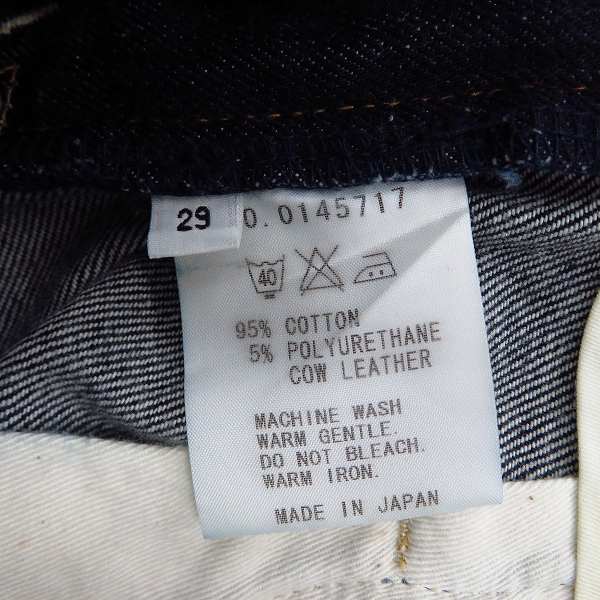 29
0.0145717
40
95% COTTON
5% POLYURETHANE
COW LEATHER
MACHINE WASH
WARM GENTLE.
DO NOT BLEACH.
WARM IRON.
MADE IN JAPAN